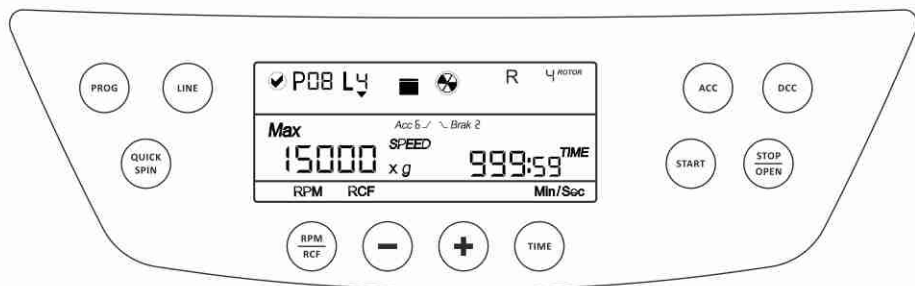 PROG
LINE
QUICK
SPIN
P08 L4
R
4 ROTOR
Max
Acc 6
Brak 2
15000
SPEED
x g
999:59
TIME
RPM
RCF
Min/Sec
ACC
DCC
START
STOP
OPEN
RPM
RCF
−
+
TIME